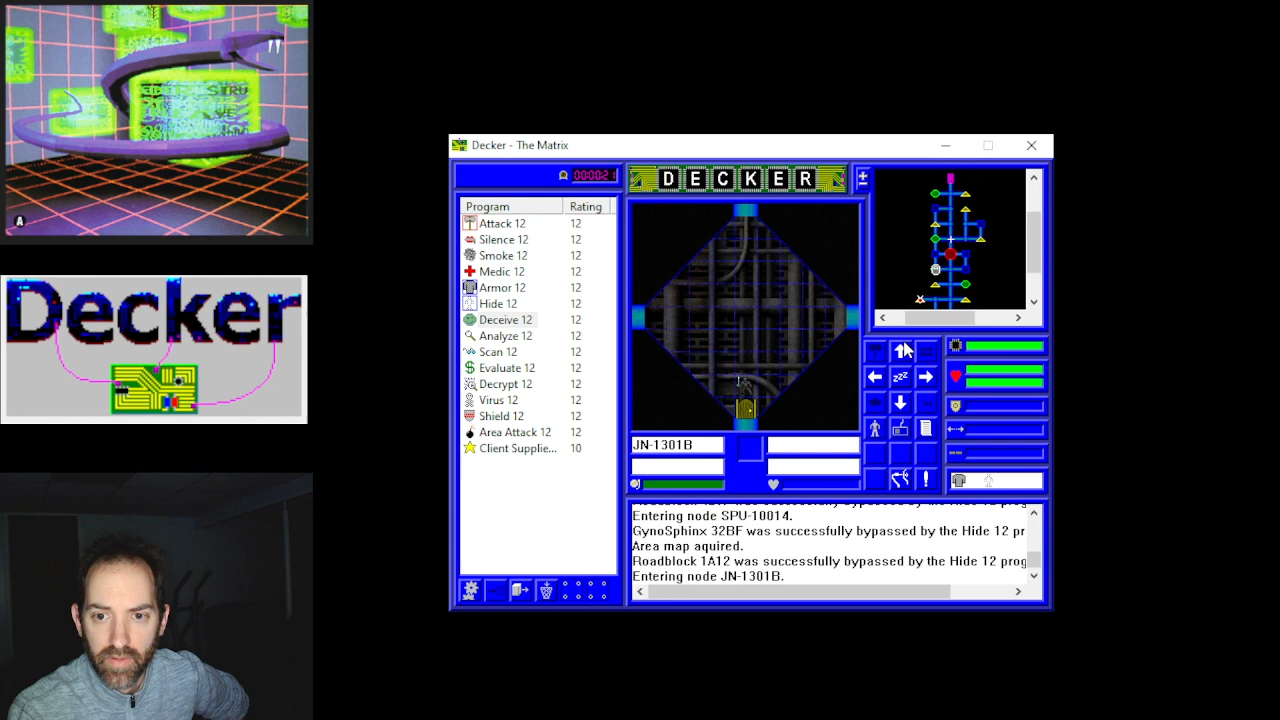 A
Decker
Decker - The Matrix
000002
DECKER
Program Rating
Attack 12 12
Silence 12 12
Smoke 12 12
Medic 12 12
Armor 12 12
Hide 12 12
Deceive 12 12
Analyze 12 12
Scan 12 12
Evaluate 12 12
Decrypt 12 12
Virus 12 12
Shield 12 12
Area Attack 12 12
Client Supplie... 10
zzz
JN-1301B
Entering node SPU-10014.
GynoSphinx 32BF was successfully bypassed by the Hide 12 pr
Area map aquired.
Roadblock 1A12 was successfully bypassed by the Hide 12 prog
Entering node JN-1301B.